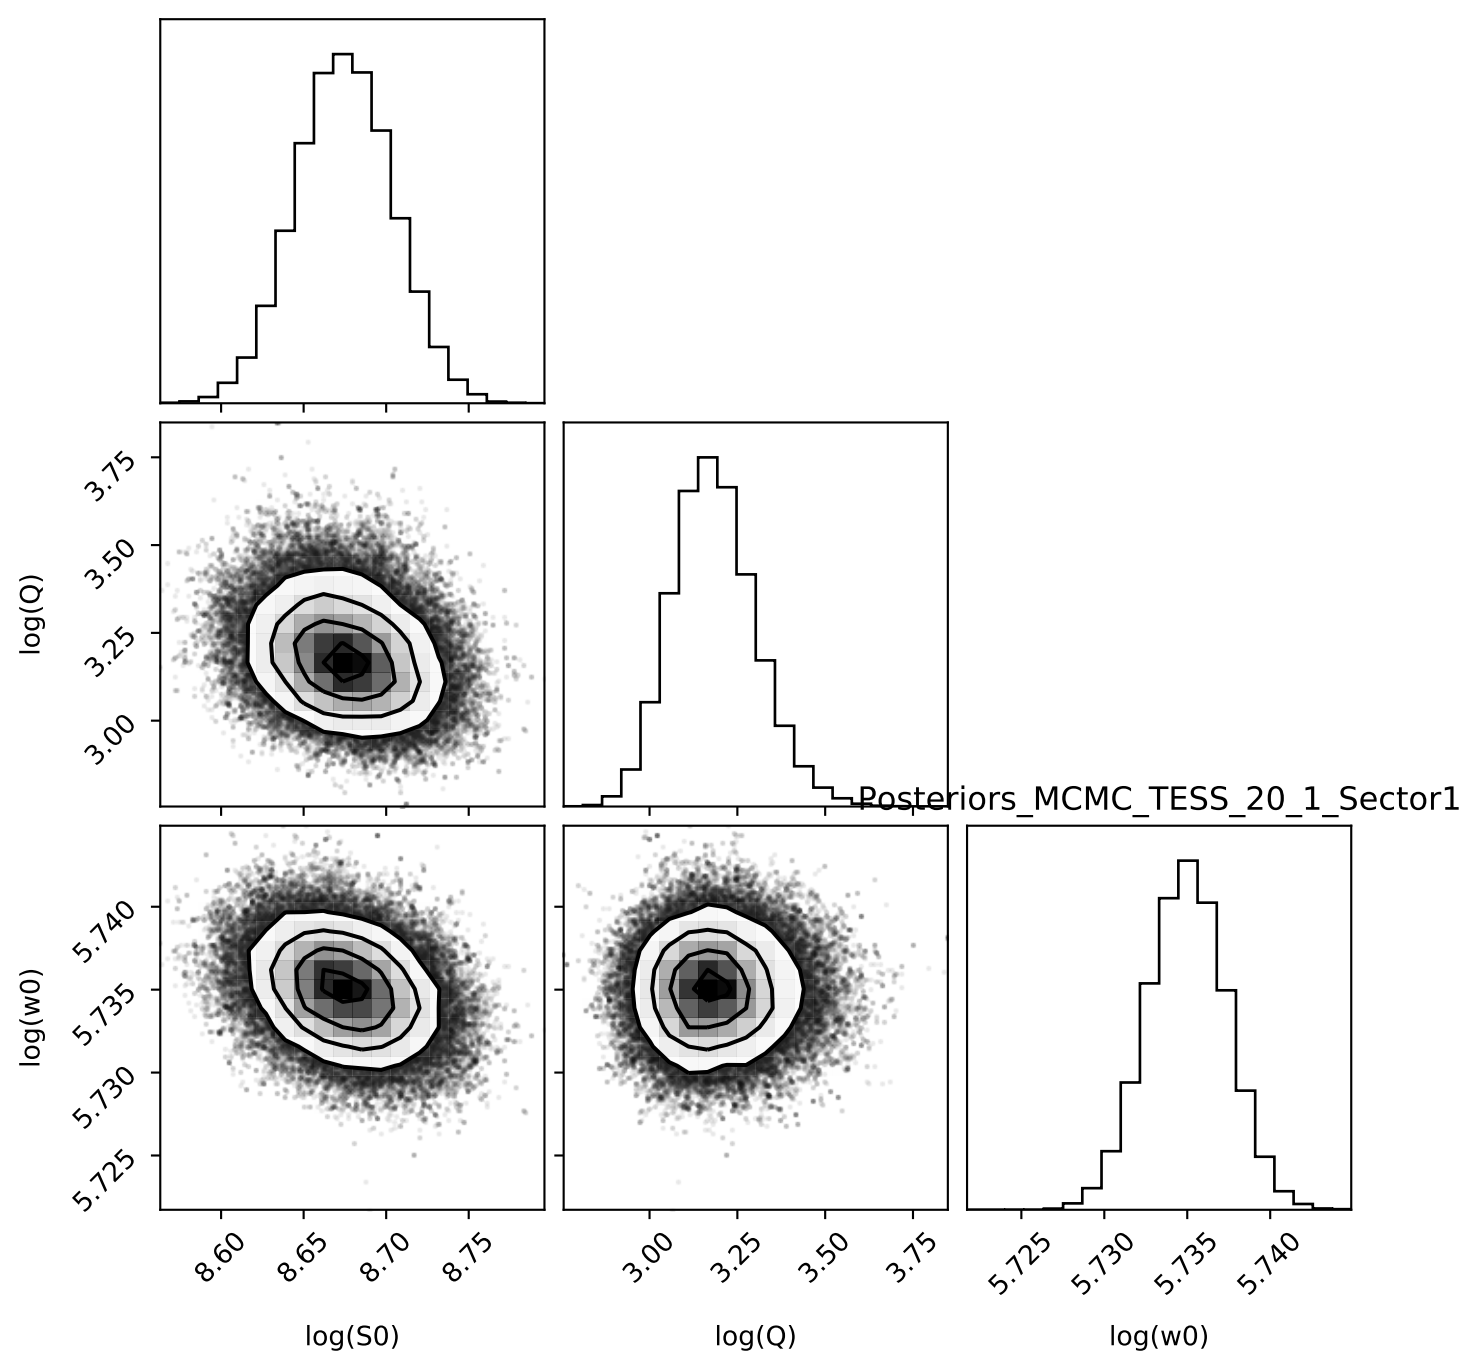 3.75
3.50
3.25
3.00
log(Q)
Posteriors_MCMC_TESS_20_1_Sector1
5.740
5.735
5.730
5.725
log(w0)
8.60 8.65 8.70 8.75
3.00 3.25 3.50 3.75
5.725 5.730 5.735 5.740
log(S0)
log(Q)
log(w0)